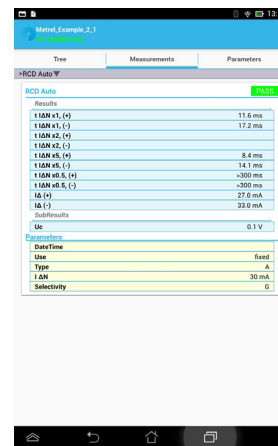 13:
Metrel_Example_2_1
Tree Measurements Parameters
>RCD Auto▼
RCD Auto PASS
Results
t IΔN x1, (+) 11.6 ms
t IΔN x1, (-) 17.2 ms
t IΔN x2, (+)
t IΔN x2, (-)
t IΔN x5, (+) 8.4 ms
t IΔN x5, (-) 14.1 ms
t IΔN x0.5, (+) >300 ms
t IΔN x0.5, (-) >300 ms
IΔ (+) 27.0 mA
IΔ (-) 33.0 mA
SubResults
Uc 0.1 V
Parameters
DateTime
Use fixed
Type A
I ΔN 30 mA
Selectivity G